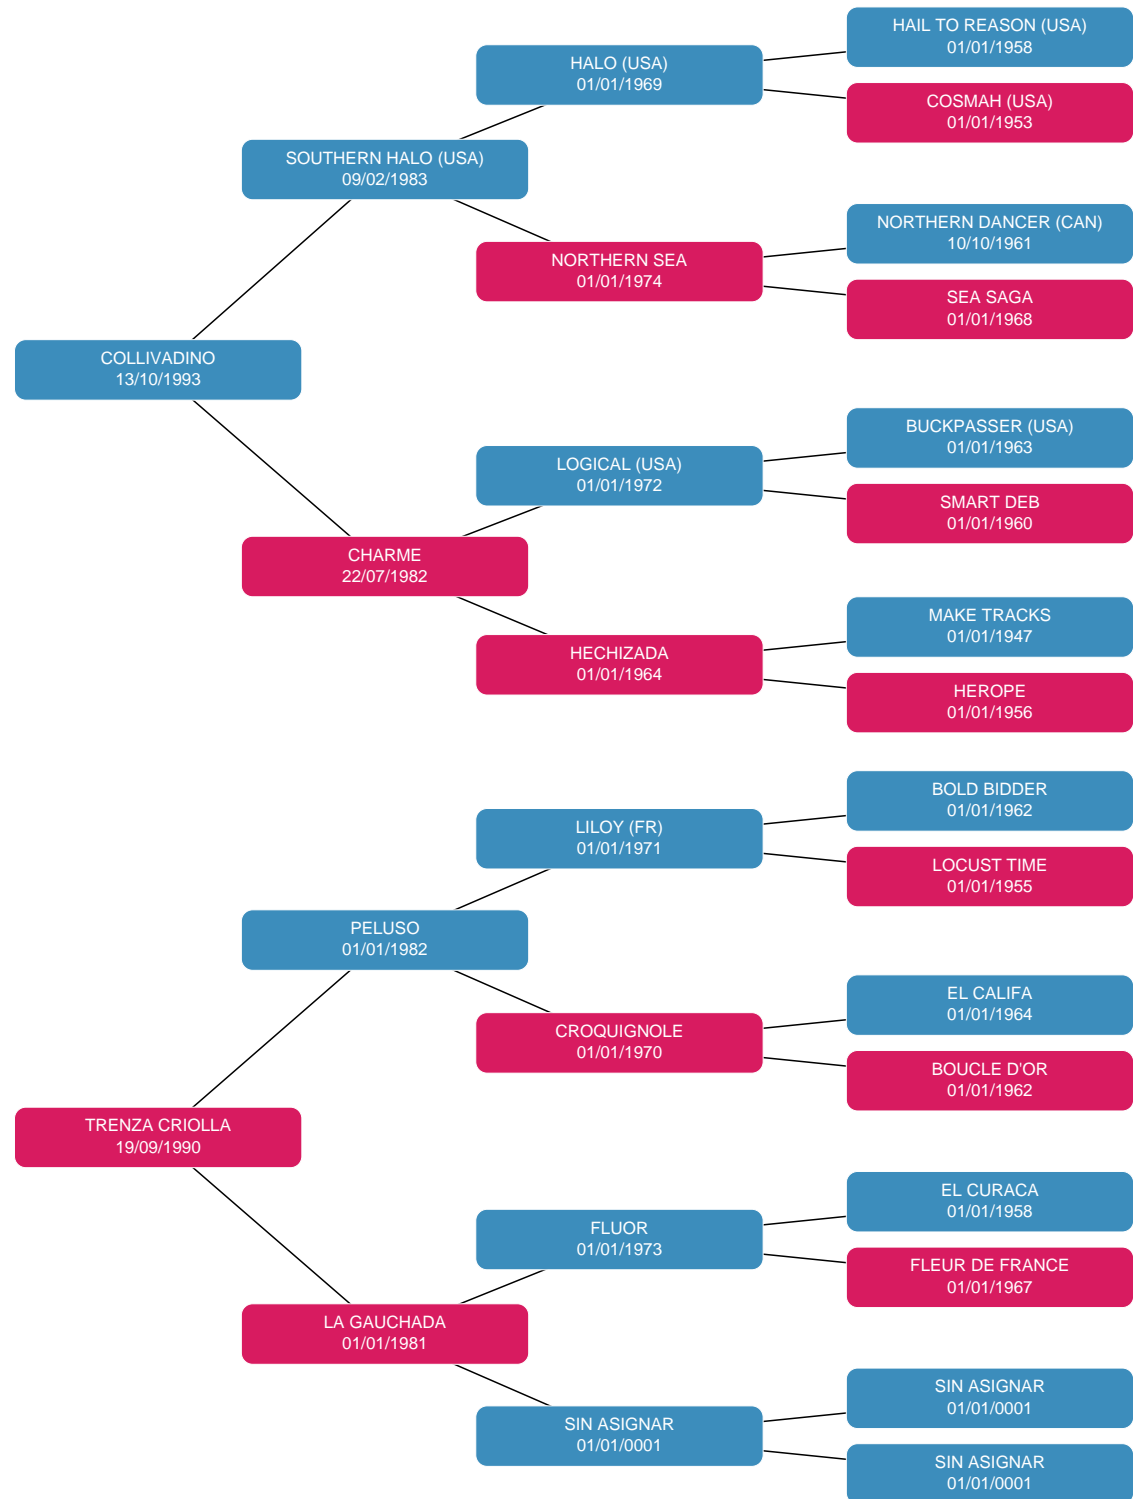 HAIL TO REASON (USA)
01/01/1958
HALO (USA)
01/01/1969
COSMAH (USA)
01/01/1953
SOUTHERN HALO (USA)
09/02/1983
NORTHERN DANCER (CAN)
10/10/1961
NORTHERN SEA
01/01/1974
SEA SAGA
01/01/1968
COLLIVADINO
13/10/1993
BUCKPASSER (USA)
01/01/1963
LOGICAL (USA)
01/01/1972
SMART DEB
01/01/1960
CHARME
22/07/1982
MAKE TRACKS
01/01/1947
HECHIZADA
01/01/1964
HEROPE
01/01/1956
BOLD BIDDER
01/01/1962
LILOY (FR)
01/01/1971
LOCUST TIME
01/01/1955
PELUSO
01/01/1982
EL CALIFA
01/01/1964
CROQUIGNOLE
01/01/1970
BOUCLE D'OR
01/01/1962
TRENZA CRIOLLA
19/09/1990
EL CURACA
01/01/1958
FLUOR
01/01/1973
FLEUR DE FRANCE
01/01/1967
LA GAUCHADA
01/01/1981
SIN ASIGNAR
01/01/0001
SIN ASIGNAR
01/01/0001
SIN ASIGNAR
01/01/0001